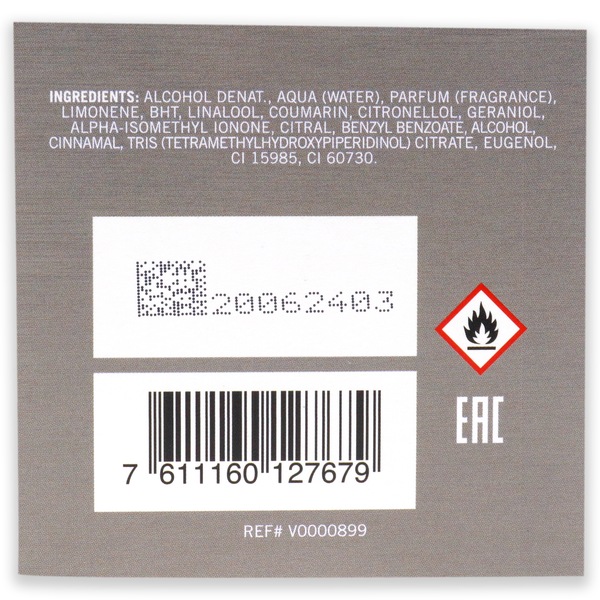 INGREDIENTS: ALCOHOL DENAT., AQUA (WATER), PARFUM (FRAGRANCE),
LIMONENE, BHT, LINALOOL, COUMARIN, CITRONELLOL, GERANIOL,
ALPHA-ISOMETHYL IONONE, CITRAL, BENZYL BENZOATE, ALCOHOL,
CINNAMAL, TRIS (TETRAMETHYLHYDROXYPIPERIDINOL) CITRATE, EUGENOL,
CI 15985, CI 60730.
20062403
EAC
7 611160 127679
REF# V0000899